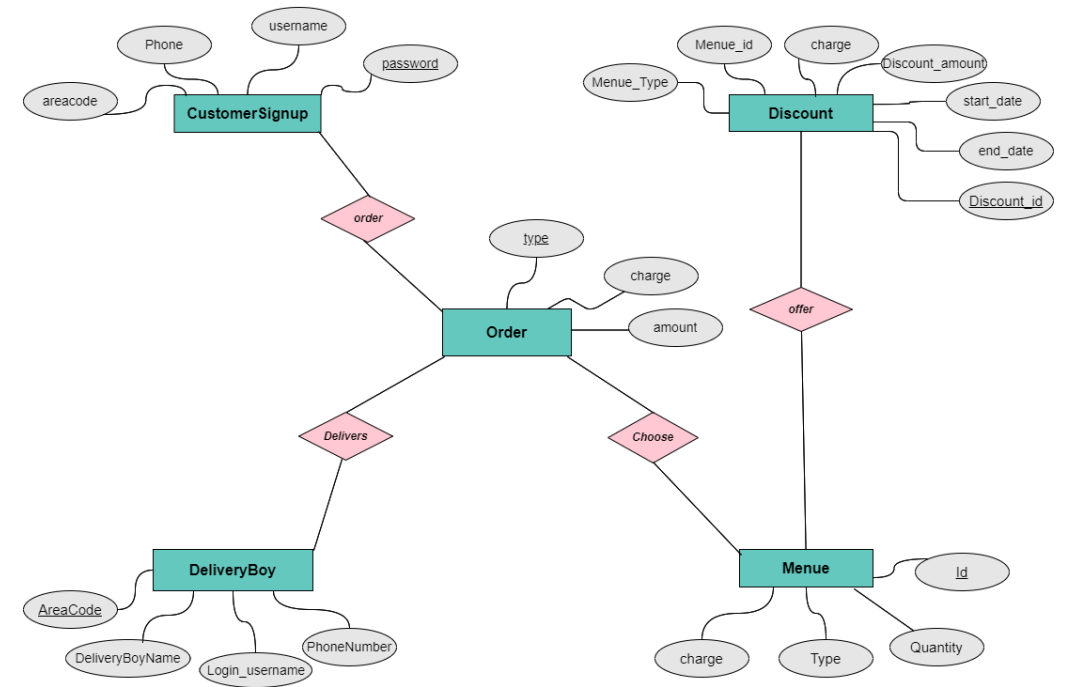 username
Phone
password
areacode
CustomerSignup
Menue_id
charge
Discount_amount
Menue_Type
start_date
Discount
end_date
Discount_id
order
type
charge
amount
Order
offer
Delivers
Choose
DeliveryBoy
AreaCode
DeliveryBoyName
Login_username
PhoneNumber
Menue
Id
charge
Type
Quantity